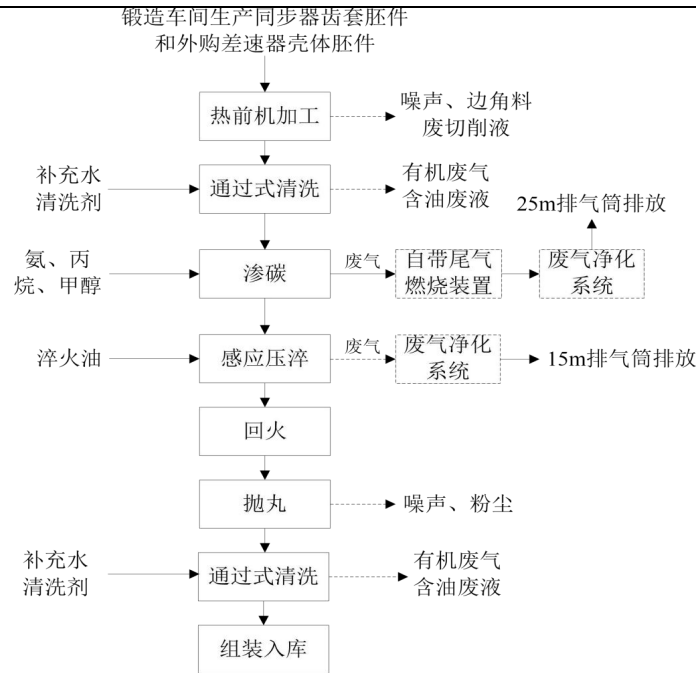 锻造车间生产同步器齿套胚件
和外购差速器壳体胚件
热前机加工
噪声、边角料
废切削液
补充水
清洗剂
通过式清洗
有机废气
含油废液
25m排气筒排放
氨、丙
烷、甲醇
渗碳
废气
自带尾气
燃烧装置
废气净化
系统
淬火油
感应压淬
废气
废气净化
系统
15m排气筒排放
回火
抛丸
噪声、粉尘
补充水
清洗剂
通过式清洗
有机废气
含油废液
组装入库